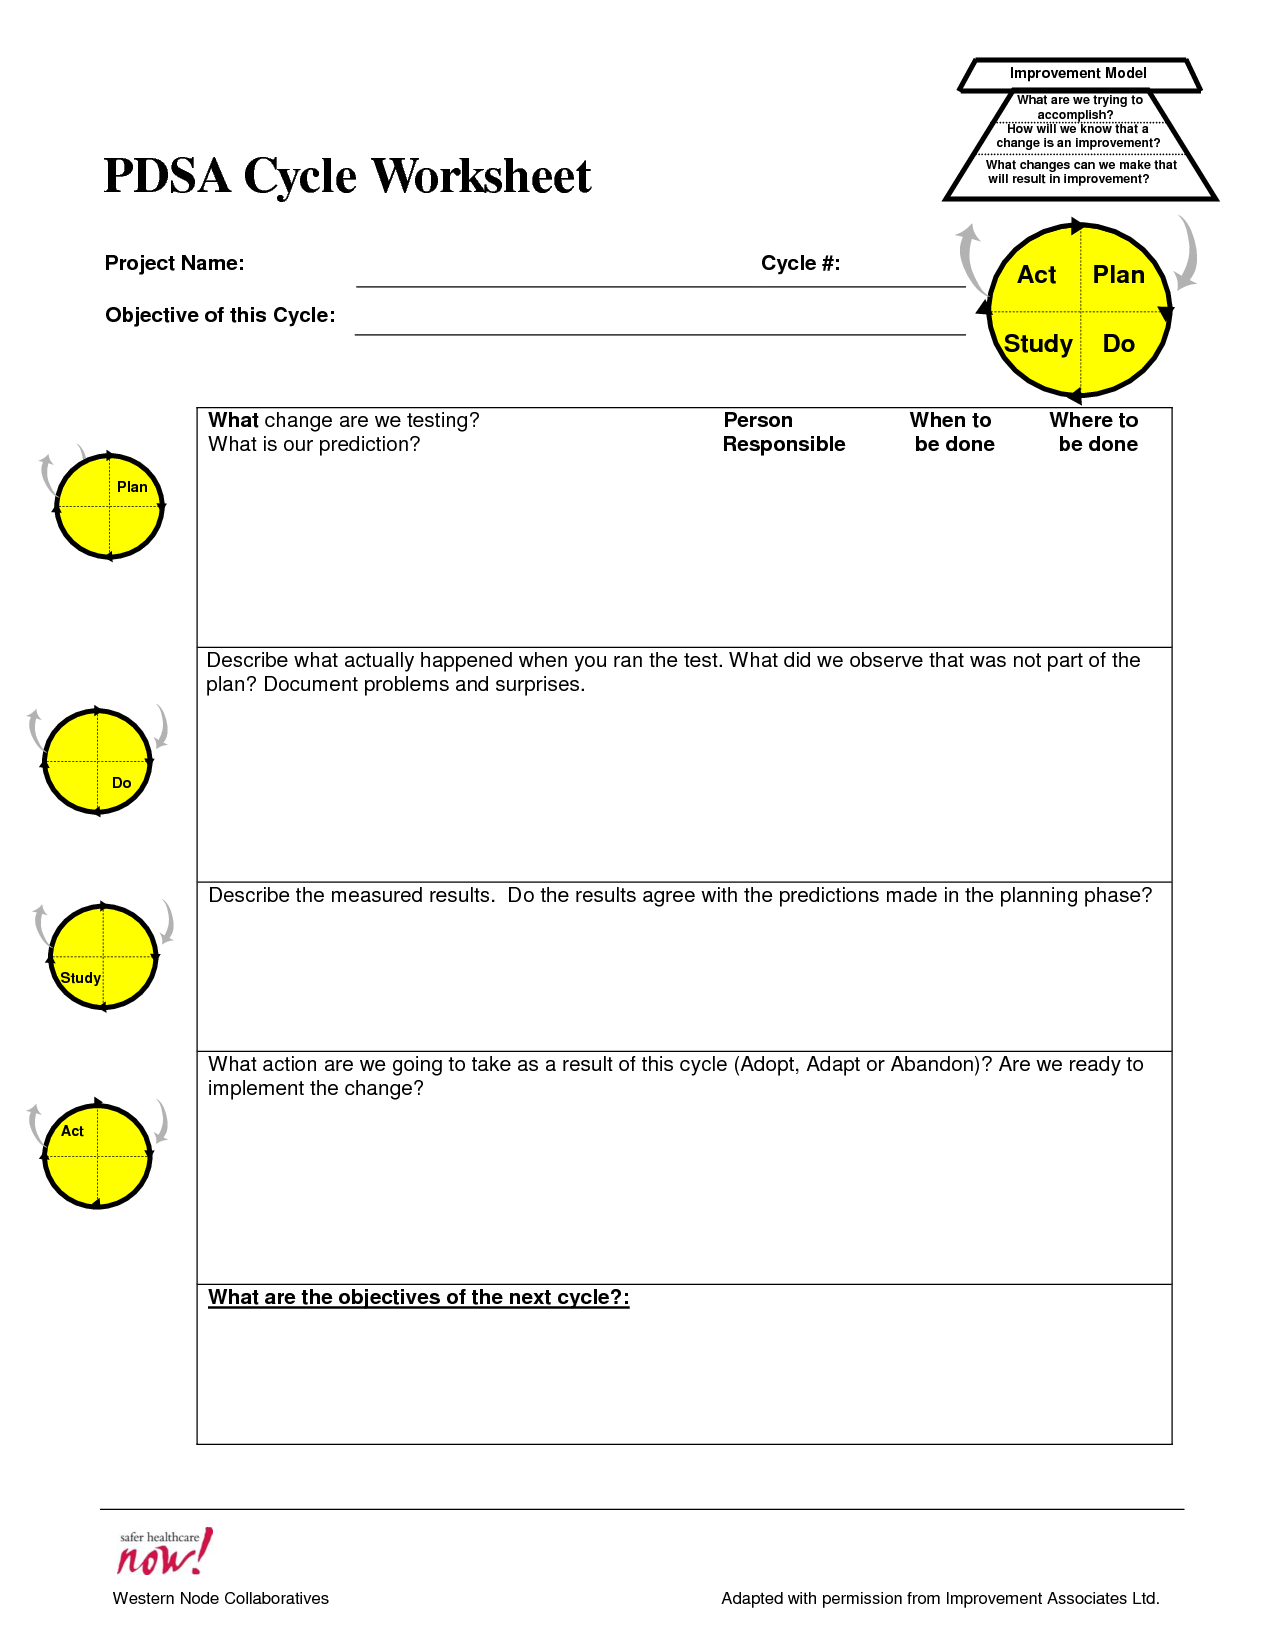 Improvement Model
What are we trying to
accomplish?
How will we know that a
change is an improvement?
What changes can we make that
will result in improvement?
PDSA Cycle Worksheet
Project Name: Cycle #:
Objective of this Cycle:
Act Plan
Study Do
What change are we testing? Person When to Where to
What is our prediction? Responsible be done be done
Plan
Describe what actually happened when you ran the test. What did we observe that was not part of the
plan? Document problems and surprises.
Do
Describe the measured results.  Do the results agree with the predictions made in the planning phase?
Study
What action are we going to take as a result of this cycle (Adopt, Adapt or Abandon)? Are we ready to
implement the change?
Act
What are the objectives of the next cycle?:
safer healthcare
now!
Western Node Collaboratives Adapted with permission from Improvement Associates Ltd.